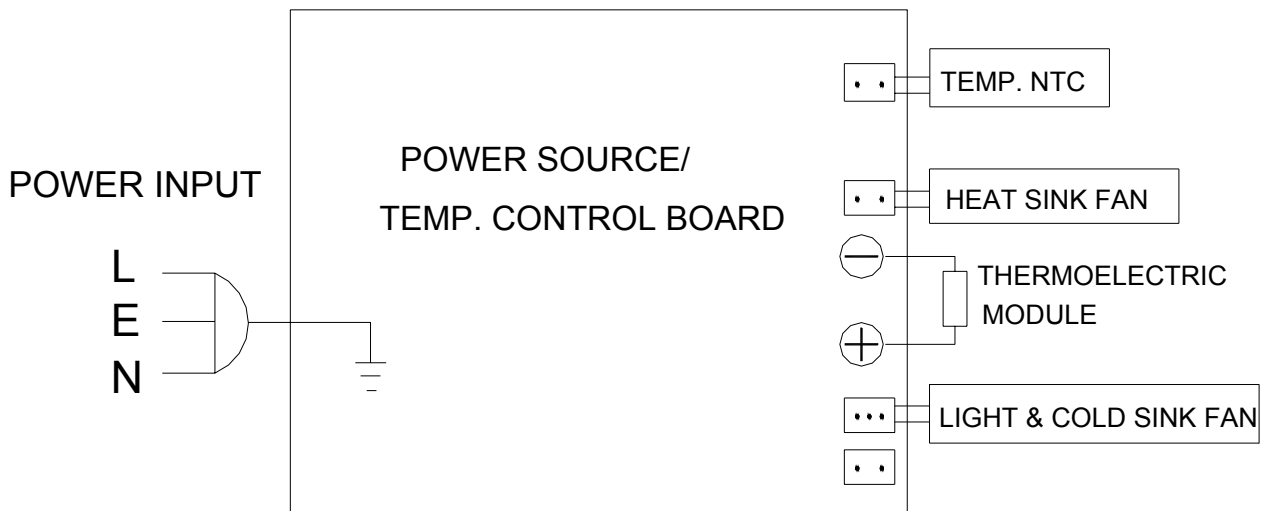 POWER INPUT
L
E
N
POWER SOURCE/
TEMP. CONTROL BOARD
TEMP. NTC
HEAT SINK FAN
THERMOELECTRIC
MODULE
LIGHT & COLD SINK FAN